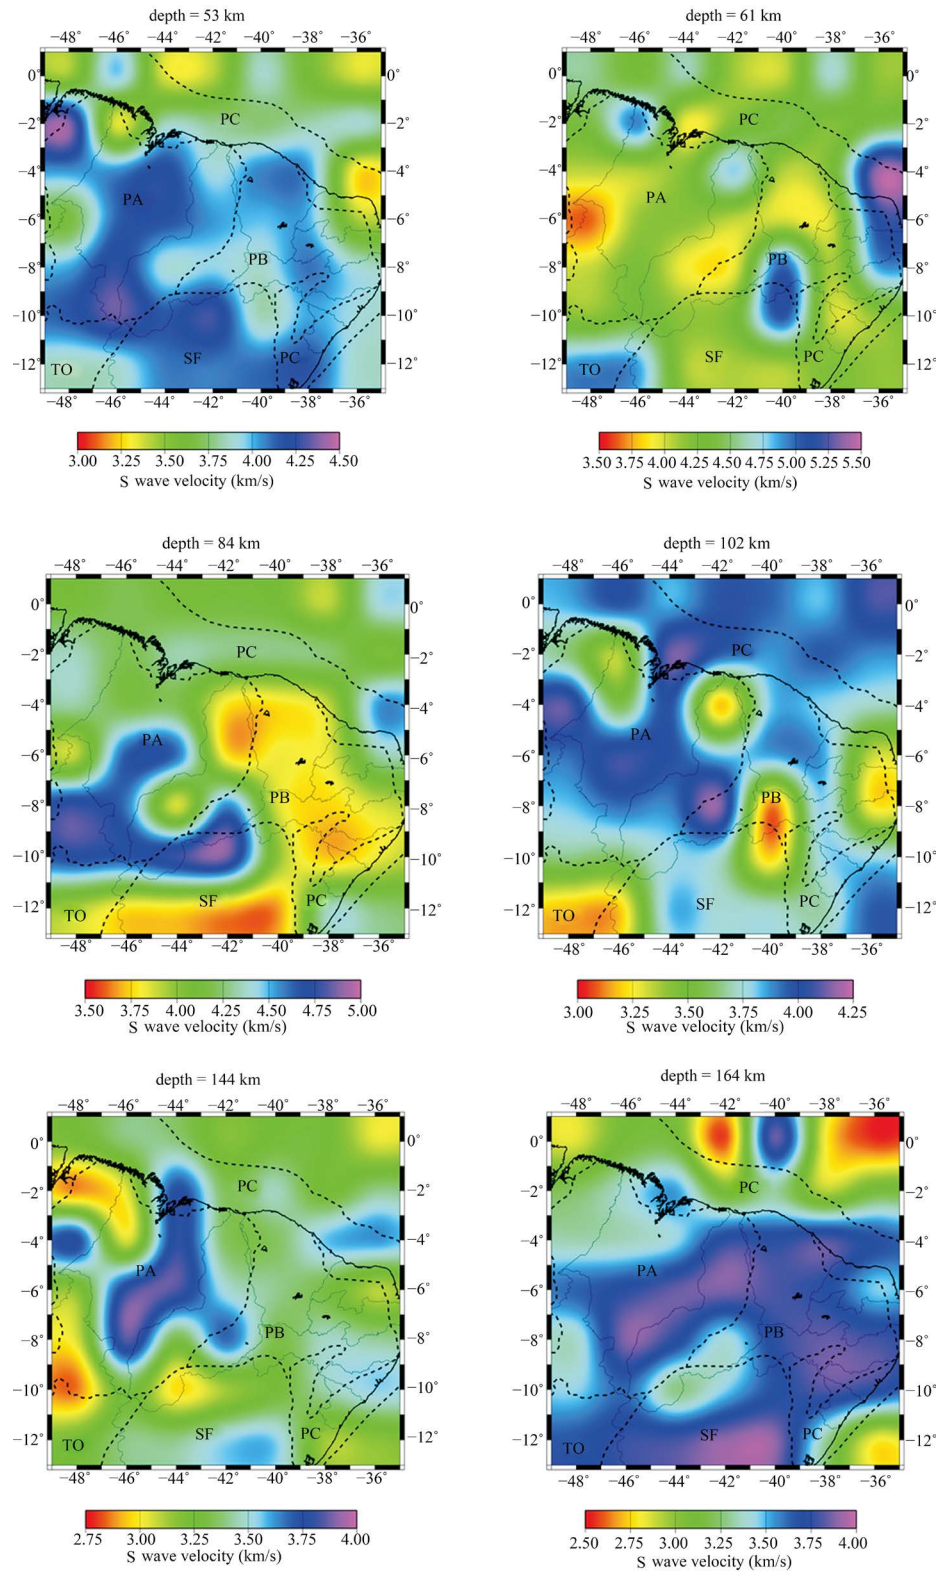 depth = 53 km
−48 −46 −44 −42 −40 −38 −36
0°
−2°
−4°
−6°
−8°
−10°
−12°
0°
−2°
−4°
−6°
−8°
−10°
−12°
PC
PA
PB
SF
PC
TO
−48 −46 −44 −42 −40 −38 −36
3.00 3.25 3.50 3.75 4.00 4.25 4.50
S wave velocity (km/s)
depth = 61 km
−48 −46 −44 −42 −40 −38 −36
0°
−2°
−4°
−6°
−8°
−10°
−12°
PC
PA
PB
SF
PC
TO
−48 −46 −44 −42 −40 −38 −36
3.50 3.75 4.00 4.25 4.50 4.75 5.00 5.25 5.50
S wave velocity (km/s)
depth = 84 km
−48° −46° −44° −42° −40° −38° −36°
0°
−2°
−4°
−6°
−8°
−10°
−12°
0°
−2°
−4°
−6°
−8°
−10°
−12°
PC
PA
PB
SF
PC
TO
−48 −46 −44 −42 −40 −38 −36
3.50 3.75 4.00 4.25 4.50 4.75 5.00
S wave velocity (km/s)
depth = 102 km
−48° −46° −44° −42° −40° −38° −36°
0°
−2°
−4°
−6°
−8°
−10°
−12°
0°
−2°
−4°
−6°
−8°
−10°
−12°
PC
PA
PB
SF
PC
TO
−48 −46 −44 −42 −40 −38 −36
3.00 3.25 3.50 3.75 4.00 4.25
S wave velocity (km/s)
depth = 144 km
−48 −46 −44 −42 −40 −38 −36
0°
−2°
−4°
−6°
−8°
−10°
−12°
0°
−2°
−4°
−6°
−8°
−10°
−12°
PC
PA
PB
SF
PC
TO
−48 −46 −44 −42 −40 −38 −36
2.75 3.00 3.25 3.50 3.75 4.00
S wave velocity (km/s)
depth = 164 km
−48 −46 −44 −42 −40 −38 −36
0°
−2°
−4°
−6°
−8°
−10°
−12°
0°
−2°
−4°
−6°
−8°
−10°
−12°
PC
PA
PB
SF
PC
TO
−48 −46 −44 −42 −40 −38 −36
2.50 2.75 3.00 3.25 3.50 3.75 4.00
S wave velocity (km/s)